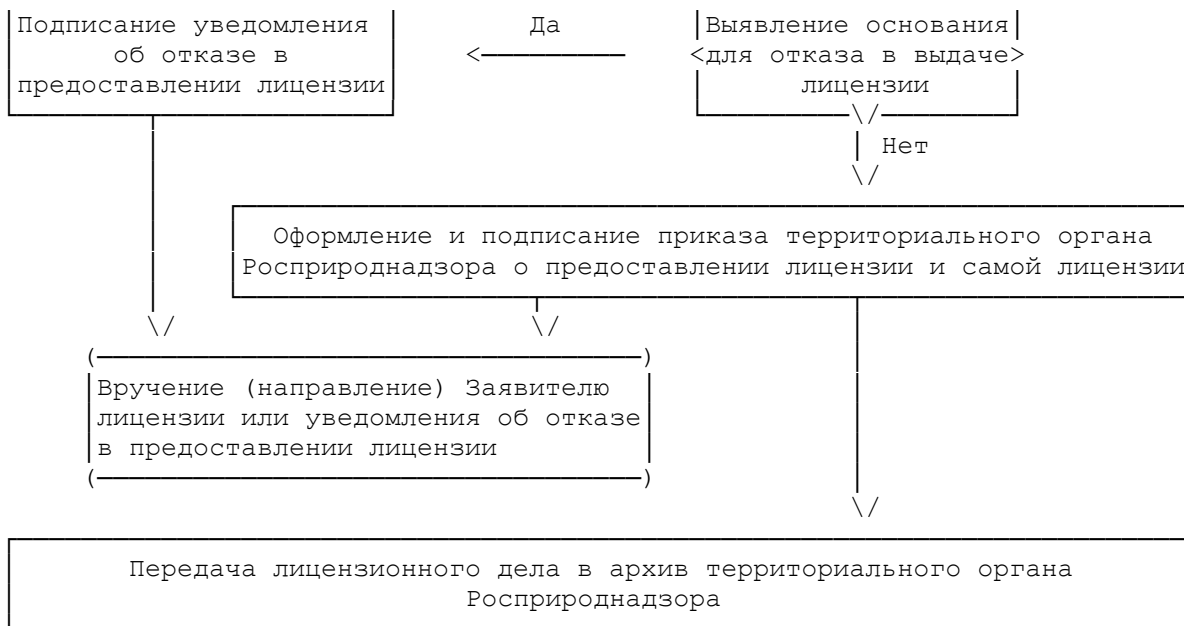 Подписание уведомления
об отказе в
предоставлении лицензии
Да
Выявление основания
для отказа в выдаче
лицензии
Нет
Оформление и подписание приказа территориального органа
Росприроднадзора о предоставлении лицензии и самой лицензии
Вручение (направление) Заявителю
лицензии или уведомления об отказе
в предоставлении лицензии
Передача лицензионного дела в архив территориального органа
Росприроднадзора